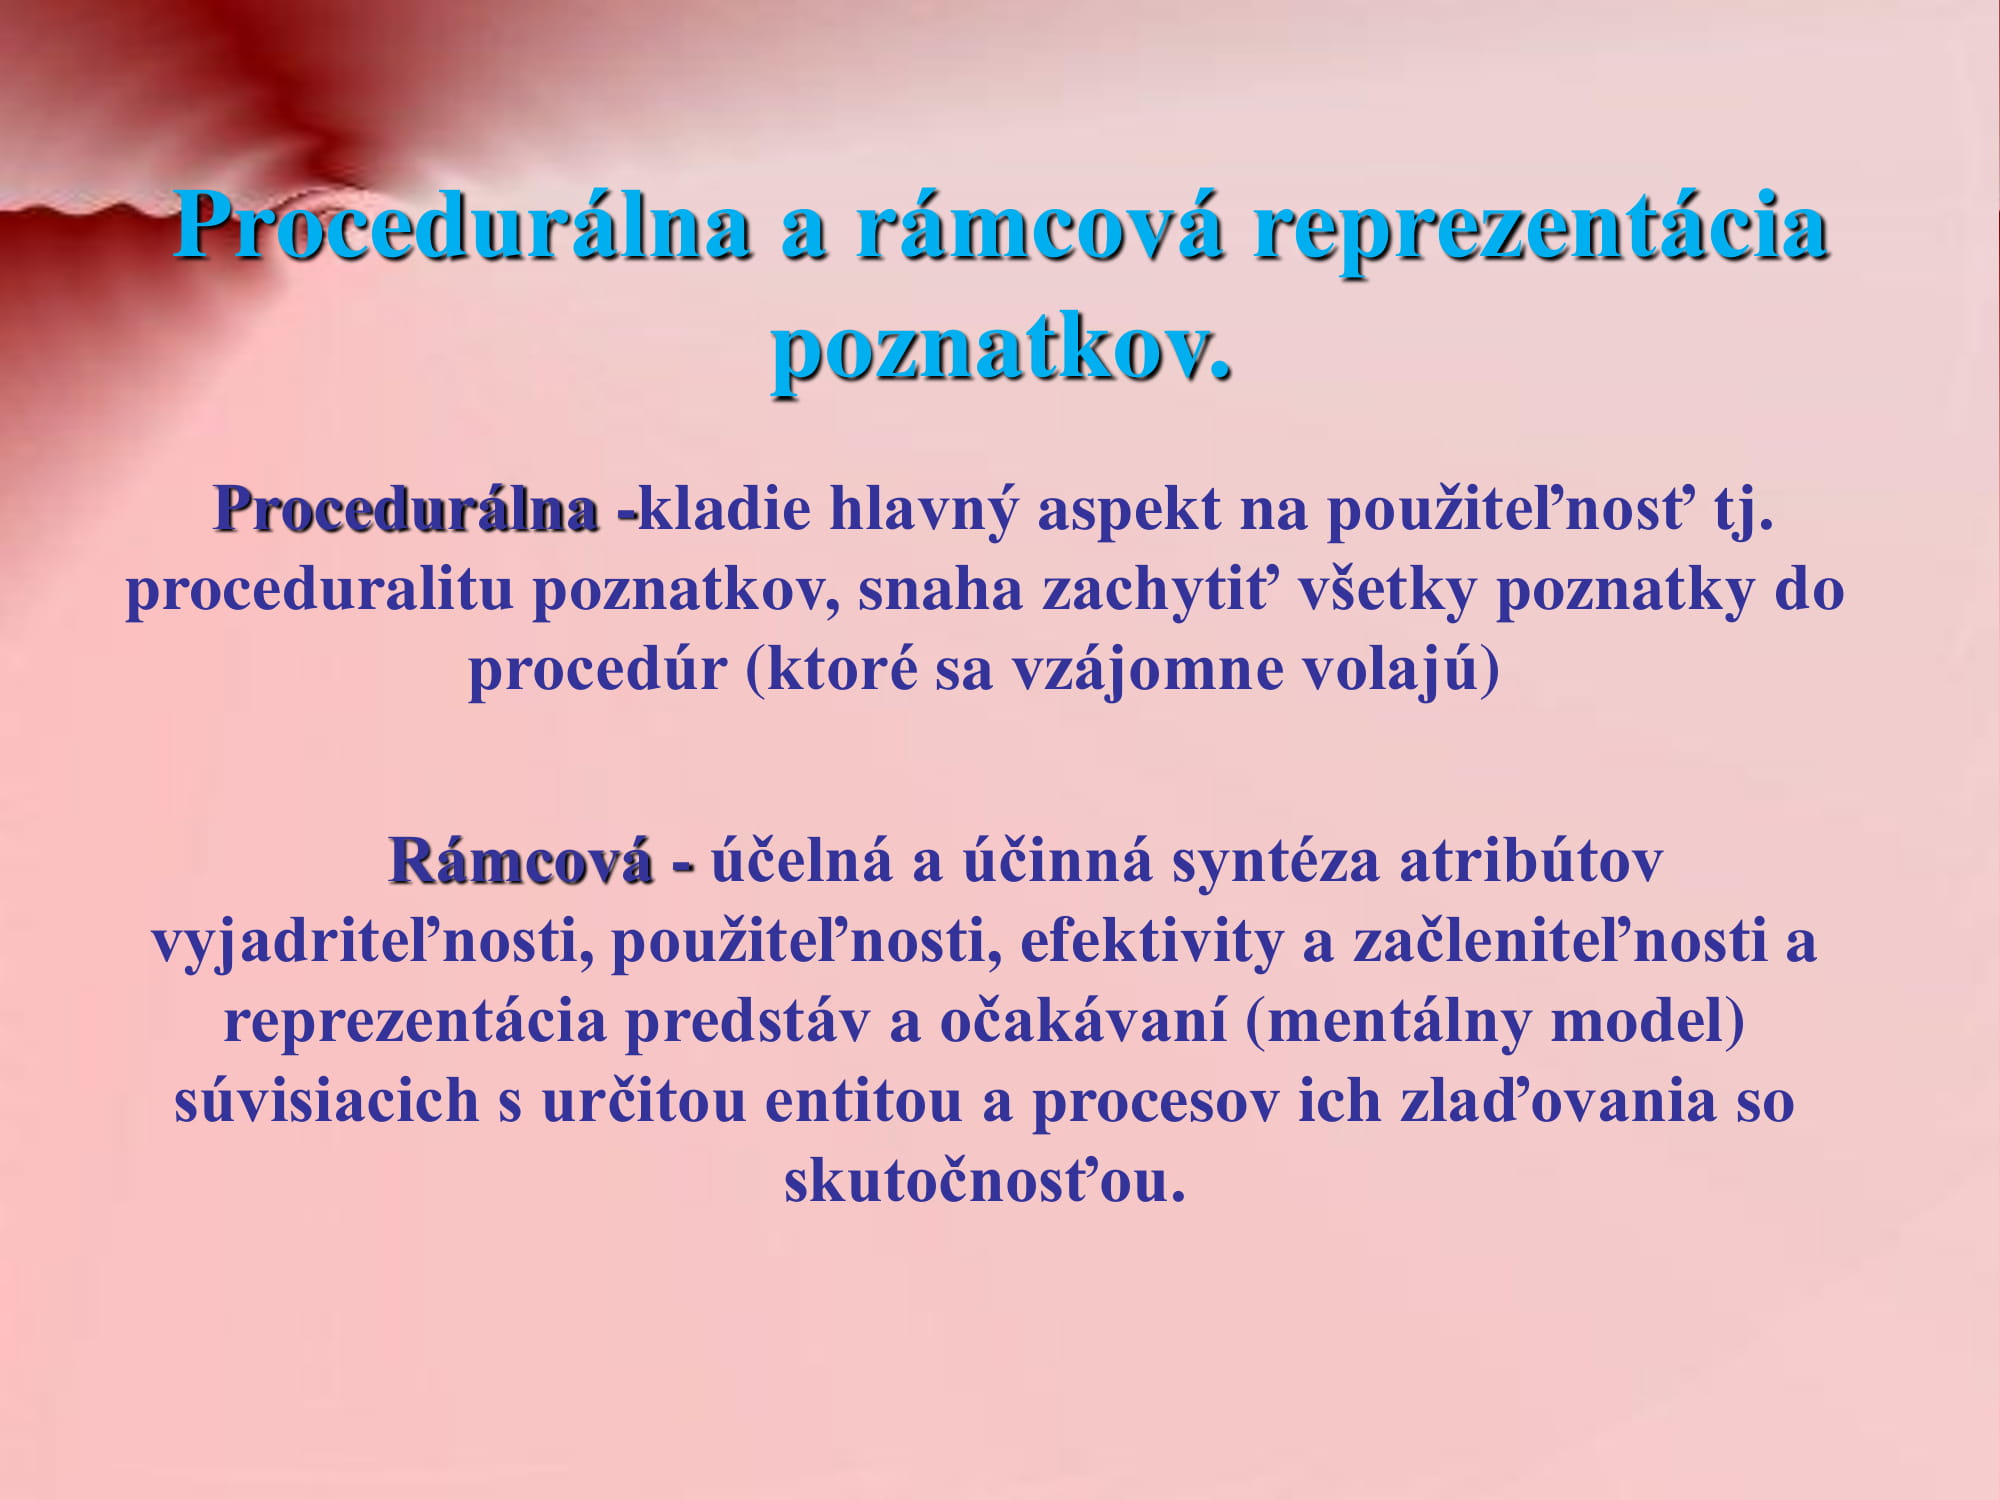 Procedurálna a rámcová reprezentácia
poznatkov.
Procedurálna -kladie hlavný aspekt na použiteľnosť tj.
proceduralitu poznatkov, snaha zachytiť všetky poznatky do
procedúr (ktoré sa vzájomne volajú)
Rámcová - účelná a účinná syntéza atribútov
vyjadriteľnosti, použiteľnosti, efektivity a začleniteľnosti a
reprezentácia predstáv a očakávaní (mentálny model)
súvisiacich s určitou entitou a procesov ich zlaďovania so
skutočnosťou.